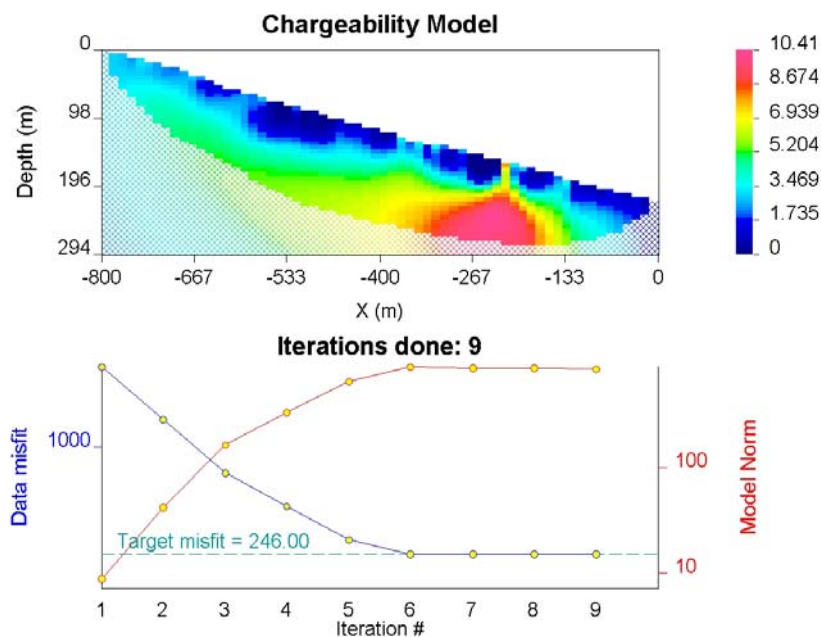 Chargeability Model
Depth (m)
0
98
196
294
-800
-667
-533
-400
-267
-133
0
X (m)
10.41
8.674
6.939
5.204
3.469
1.735
0
Iterations done: 9
Data misfit
1000
Target misfit = 246.00
100
10
Model Norm
1 2 3 4 5 6 7 8 9
Iteration #